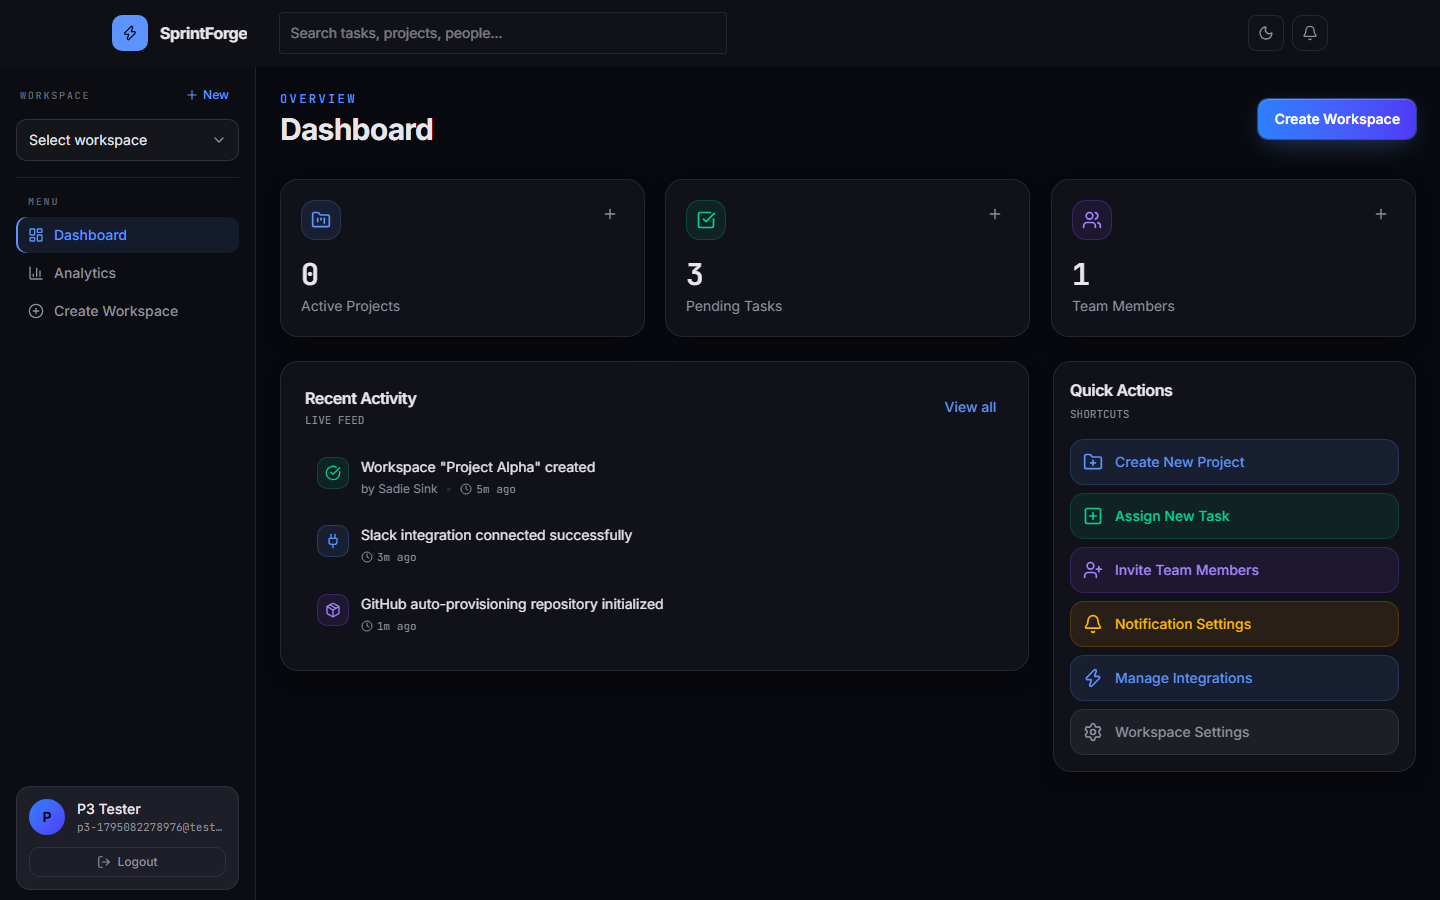 SprintForge
Search tasks, projects, people...
WORKSPACE
New
Select workspace
MENU
Dashboard
Analytics
Create Workspace
P3 Tester
P
p3-1795082278976@test…
Logout
OVERVIEW
Dashboard
Create Workspace
0
Active Projects
3
Pending Tasks
1
Team Members
Recent Activity
LIVE FEED
View all
Workspace "Project Alpha" created
by Sadie Sink • 5m ago
Slack integration connected successfully
3m ago
GitHub auto-provisioning repository initialized
1m ago
Quick Actions
SHORTCUTS
Create New Project
Assign New Task
Invite Team Members
Notification Settings
Manage Integrations
Workspace Settings